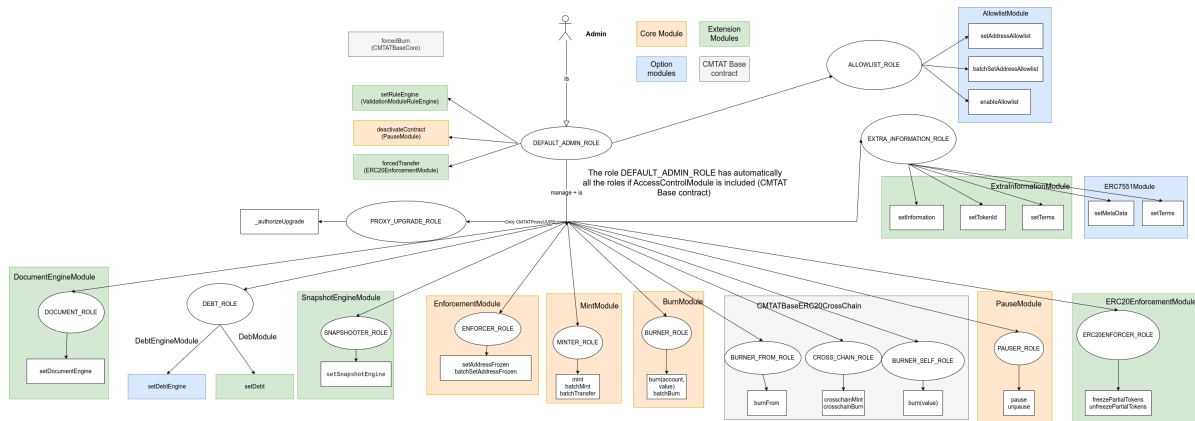 Admin
Core Module
Extension
Modules
Option
modules
CMTAT Base
contract
forcedBurn
(CMTATBaseCore)
is
setRuleEngine
(ValidationModuleRuleEngine)
deactivateContract
(PauseModule)
forcedTransfer
(ERC20EnforcementModule)
DEFAULT_ADMIN_ROLE
ALLOWLIST_ROLE
AllowlistModule
setAddressAllowlist
batchSetAddressAllowlist
enableAllowlist
EXTRA_INFORMATION_ROLE
The role DEFAULT_ADMIN_ROLE has automatically
all the roles if AccessControlModule is included (CMTAT
Base contract)
manage + is
ExtraInformationModule
setInformation
setTokenId
setTerms
ERC7551Module
setMetaData
setTerms
_authorizeUpgrade
PROXY_UPGRADE_ROLE
Only CMTATProxyUUPS
DocumentEngineModule
DOCUMENT_ROLE
setDocumentEngine
DEBT_ROLE
DebtEngineModule
DebModule
setDebtEngine
setDebt
SnapshotEngineModule
SNAPSHOOTER_ROLE
setSnapshotEngine
EnforcementModule
ENFORCER_ROLE
setAddressFrozen
batchSetAddressFrozen
MintModule
MINTER_ROLE
mint
batchMint
batchTransfer
BurnModule
BURNER_ROLE
burn(account,
value)
batchBurn
CMTATBaseERC20CrossChain
BURNER_FROM_ROLE
burnFrom
CROSS_CHAIN_ROLE
crosschainMint
crosschainBurn
BURNER_SELF_ROLE
burn(value)
PauseModule
PAUSER_ROLE
pause
unpause
ERC20EnforcementModule
ERC20ENFORCER_ROLE
freezePartialTokens
unfreezePartialTokens